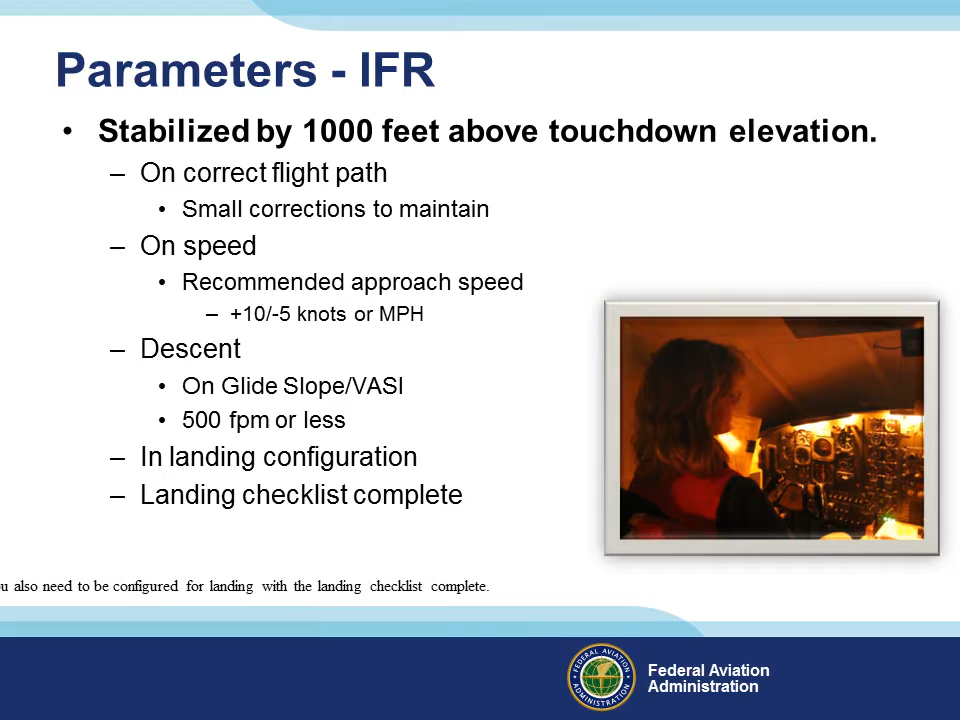 Parameters - IFR
• Stabilized by 1000 feet above touchdown elevation.
– On correct flight path
• Small corrections to maintain
– On speed
• Recommended approach speed
– +10/-5 knots or MPH
– Descent
• On Glide Slope/VASI
• 500 fpm or less
– In landing configuration
– Landing checklist complete
u also need to be configured for landing with the landing checklist complete.
FEDERAL AVIATION
ADMINISTRATION
Federal Aviation
Administration